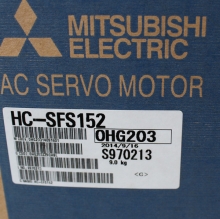 MITSUBISHI
ELECTRIC
AC SERVO MOTOR
HC-SFS152
OHG203
2014/9/16
S970213
9.0 kg